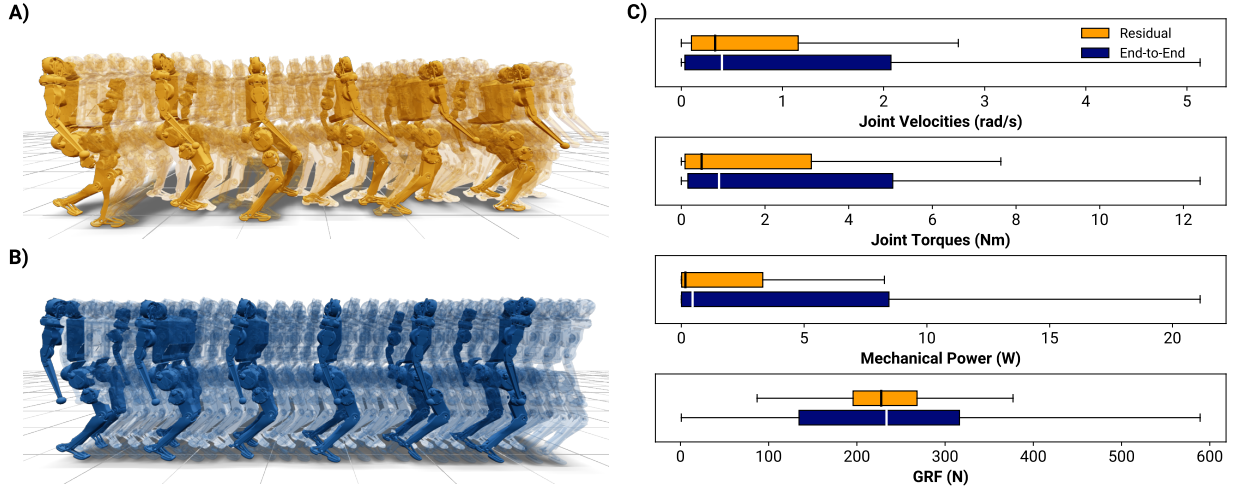 A)
B)
C)
Residual
End-to-End
0 1 2 3 4 5
Joint Velocities (rad/s)
0 2 4 6 8 10 12
Joint Torques (Nm)
0 5 10 15 20
Mechanical Power (W)
0 100 200 300 400 500 600
GRF (N)